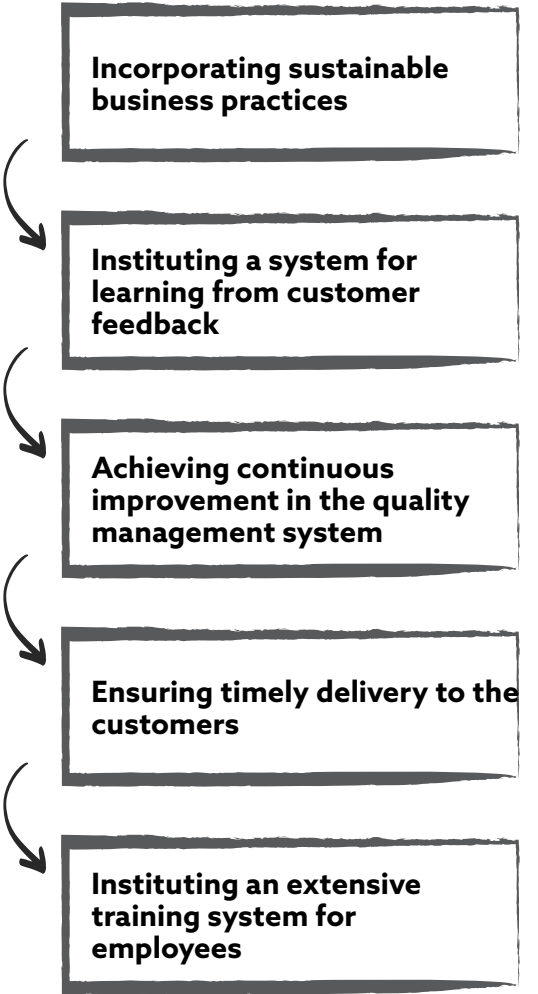 Incorporating sustainable
business practices
Instituting a system for
learning from customer
feedback
Achieving continuous
improvement in the quality
management system
Ensuring timely delivery to the
customers
Instituting an extensive
training system for
employees